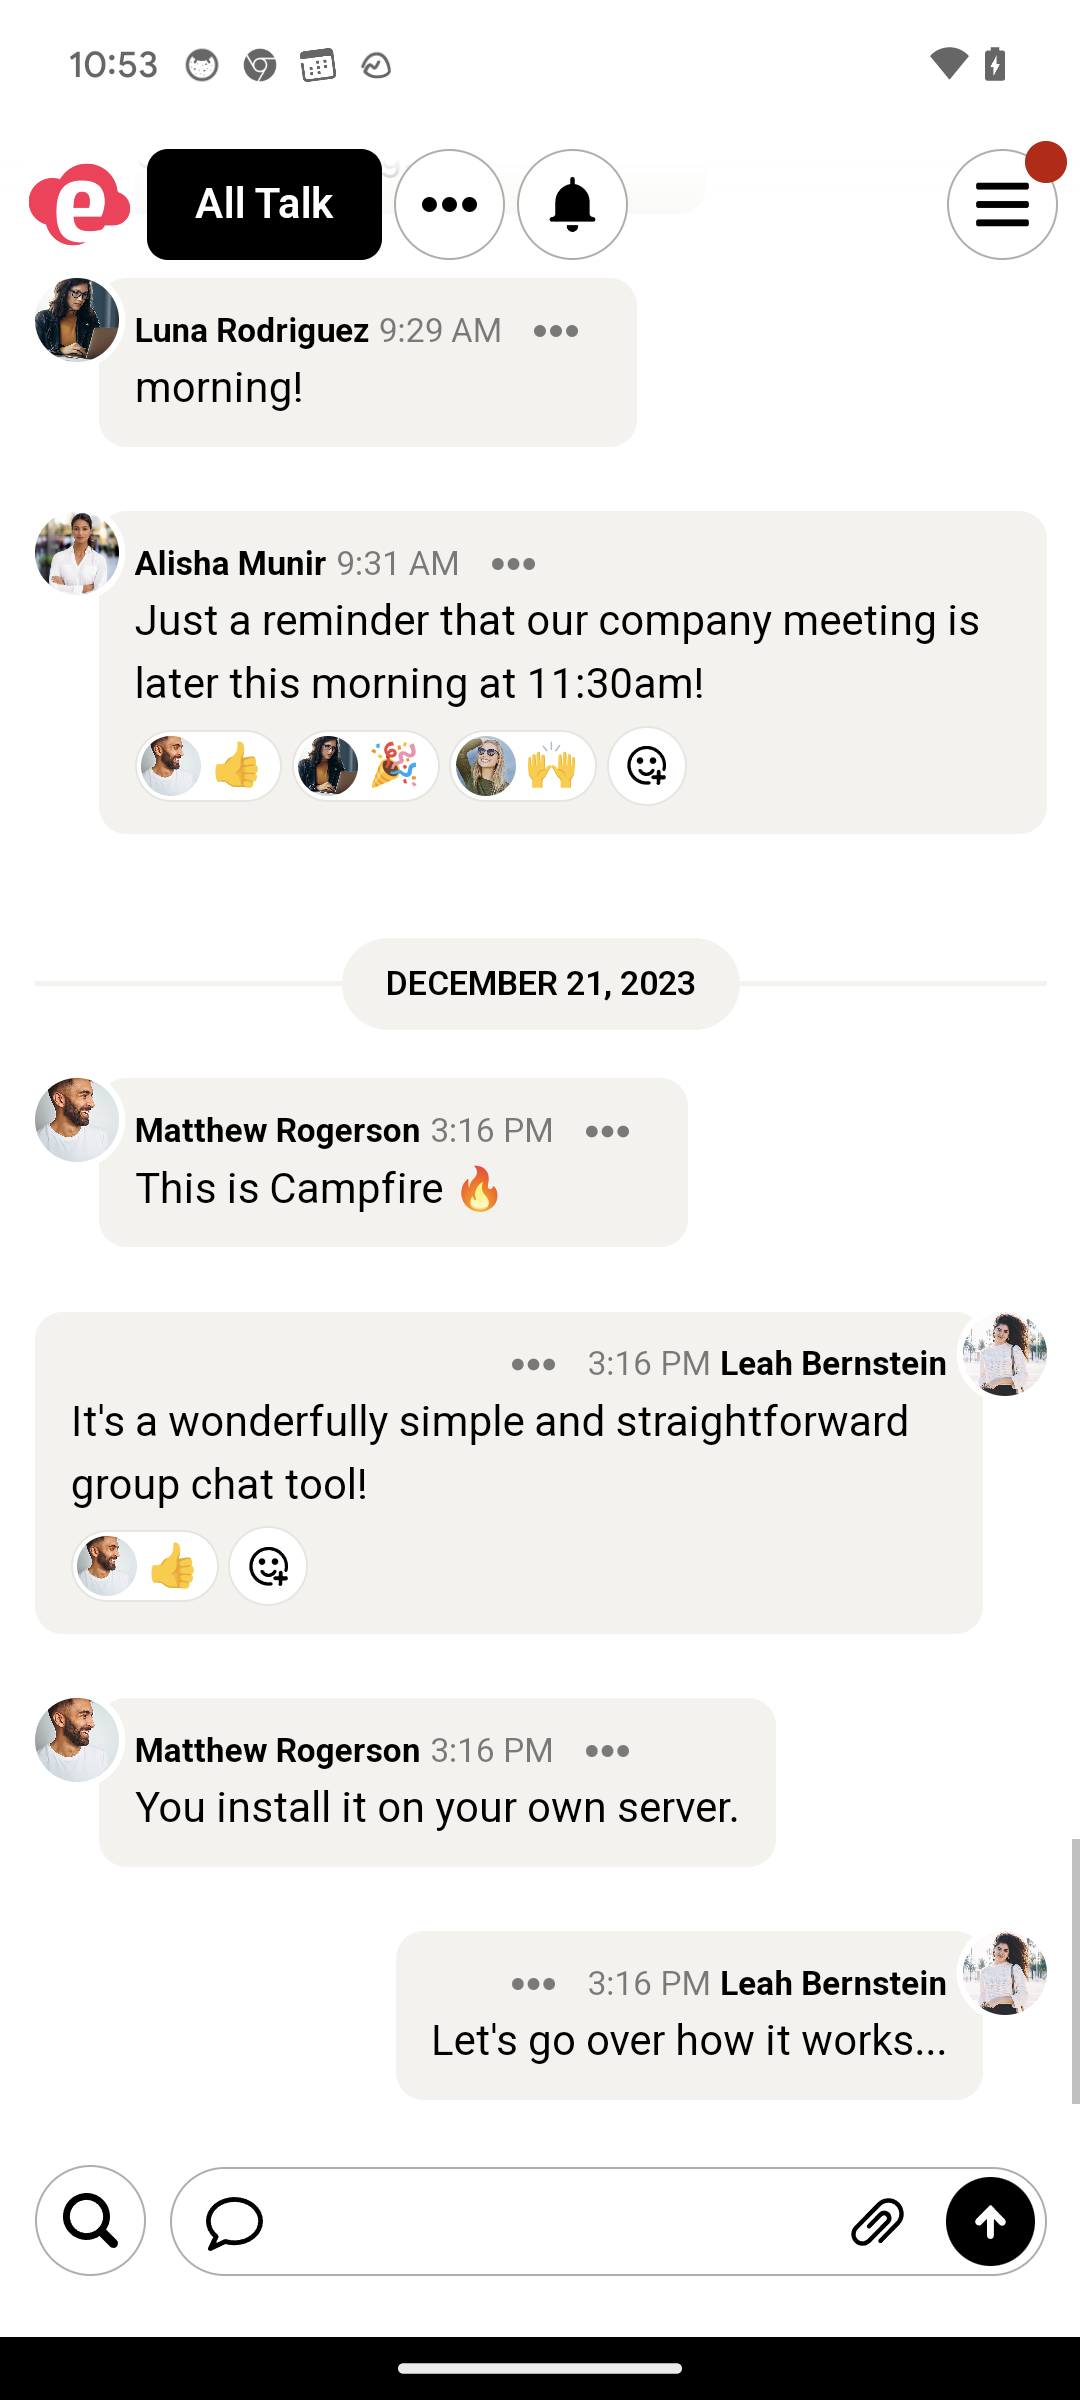 10:53
e
All Talk
Luna Rodriguez 9:29 AM
morning!
Alisha Munir 9:31 AM
Just a reminder that our company meeting is
later this morning at 11:30am!
DECEMBER 21, 2023
Matthew Rogerson 3:16 PM
This is Campfire 🔥
3:16 PM Leah Bernstein
It's a wonderfully simple and straightforward
group chat tool!
Matthew Rogerson 3:16 PM
You install it on your own server.
3:16 PM Leah Bernstein
Let's go over how it works...